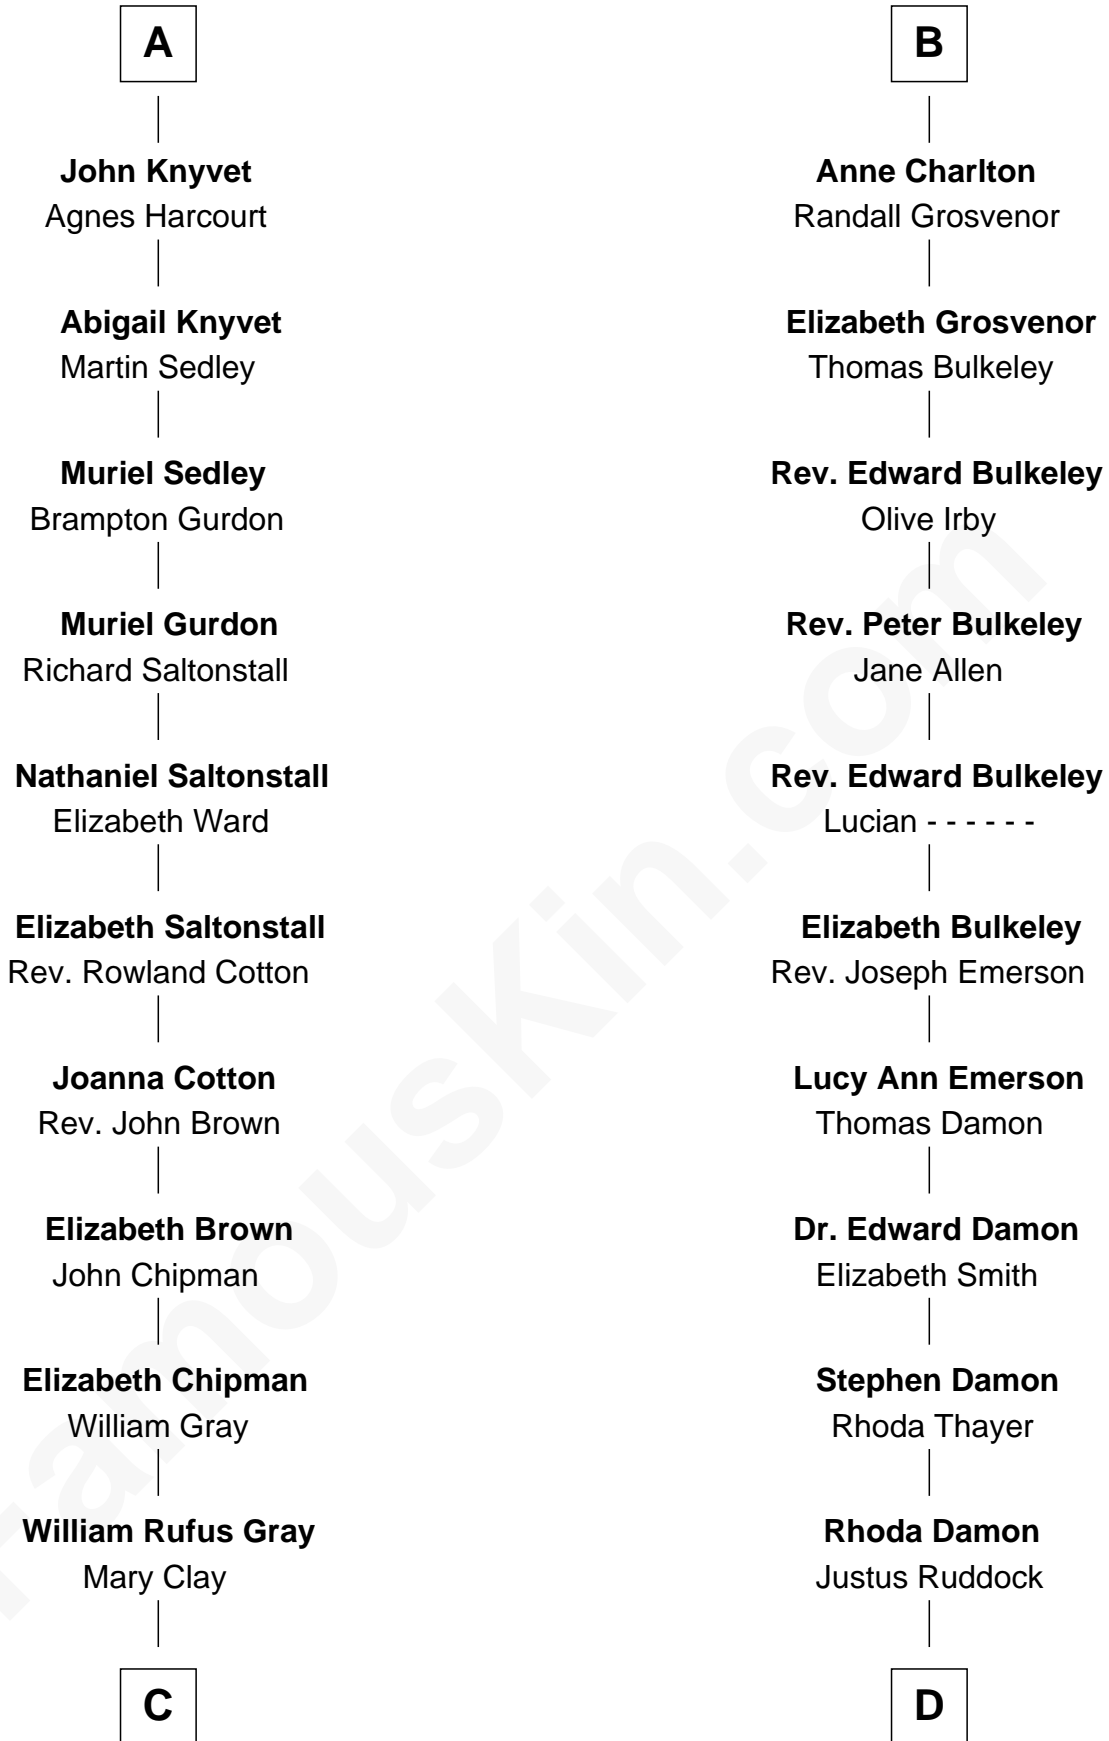 A
John Knyvet
Agnes Harcourt
Abigail Knyvet
Martin Sedley
Muriel Sedley
Brampton Gurdon
Muriel Gurdon
Richard Saltonstall
Nathaniel Saltonstall
Elizabeth Ward
Elizabeth Saltonstall
Rev. Rowland Cotton
Joanna Cotton
Rev. John Brown
Elizabeth Brown
John Chipman
Elizabeth Chipman
William Gray
William Rufus Gray
Mary Clay
C
B
Anne Charlton
Randall Grosvenor
Elizabeth Grosvenor
Thomas Bulkeley
Rev. Edward Bulkeley
Olive Irby
Rev. Peter Bulkeley
Jane Allen
Rev. Edward Bulkeley
Lucian - - - - - -
Elizabeth Bulkeley
Rev. Joseph Emerson
Lucy Ann Emerson
Thomas Damon
Dr. Edward Damon
Elizabeth Smith
Stephen Damon
Rhoda Thayer
Rhoda Damon
Justus Ruddock
D
FamousKin.com